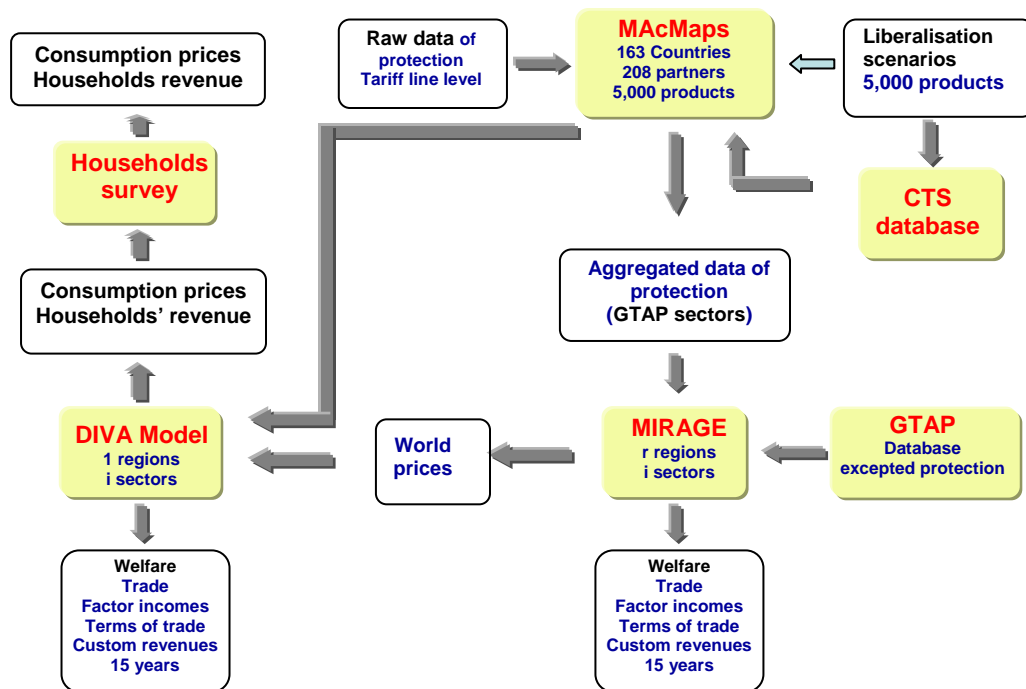 Consumption prices
Households revenue
Raw data of
protection
Tariff line level
MAcMaps
163 Countries
208 partners
5,000 products
Liberalisation
scenarios
5,000 products
Households
survey
CTS
database
Consumption prices
Households' revenue
Aggregated data of
protection
(GTAP sectors)
DIVA Model
1 regions
i sectors
World
prices
MIRAGE
r regions
i sectors
GTAP
Database
excepted protection
Welfare
Trade
Factor incomes
Terms of trade
Custom revenues
15 years
Welfare
Trade
Factor incomes
Terms of trade
Custom revenues
15 years